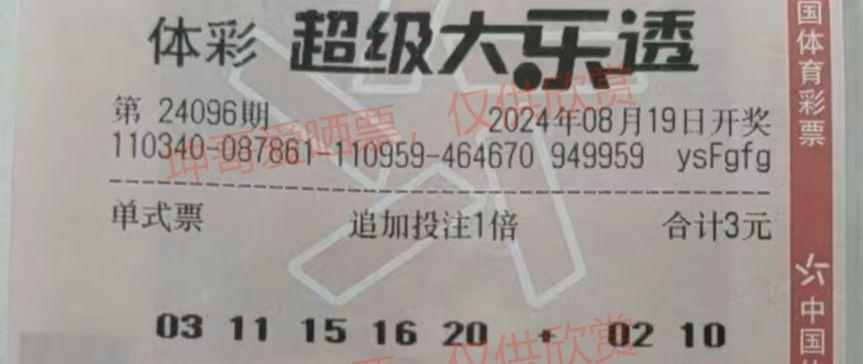 体彩 超级大乐透
第 24096期 2024年08月19日开奖
110340-087861-110959-464670 949959 ysFgfg
单式票 追加投注1倍 合计3元
03 11 15 16 20 + 02 10
坤哥爱晒票，仅供欣赏
仅供欣赏
国体育彩票
中国